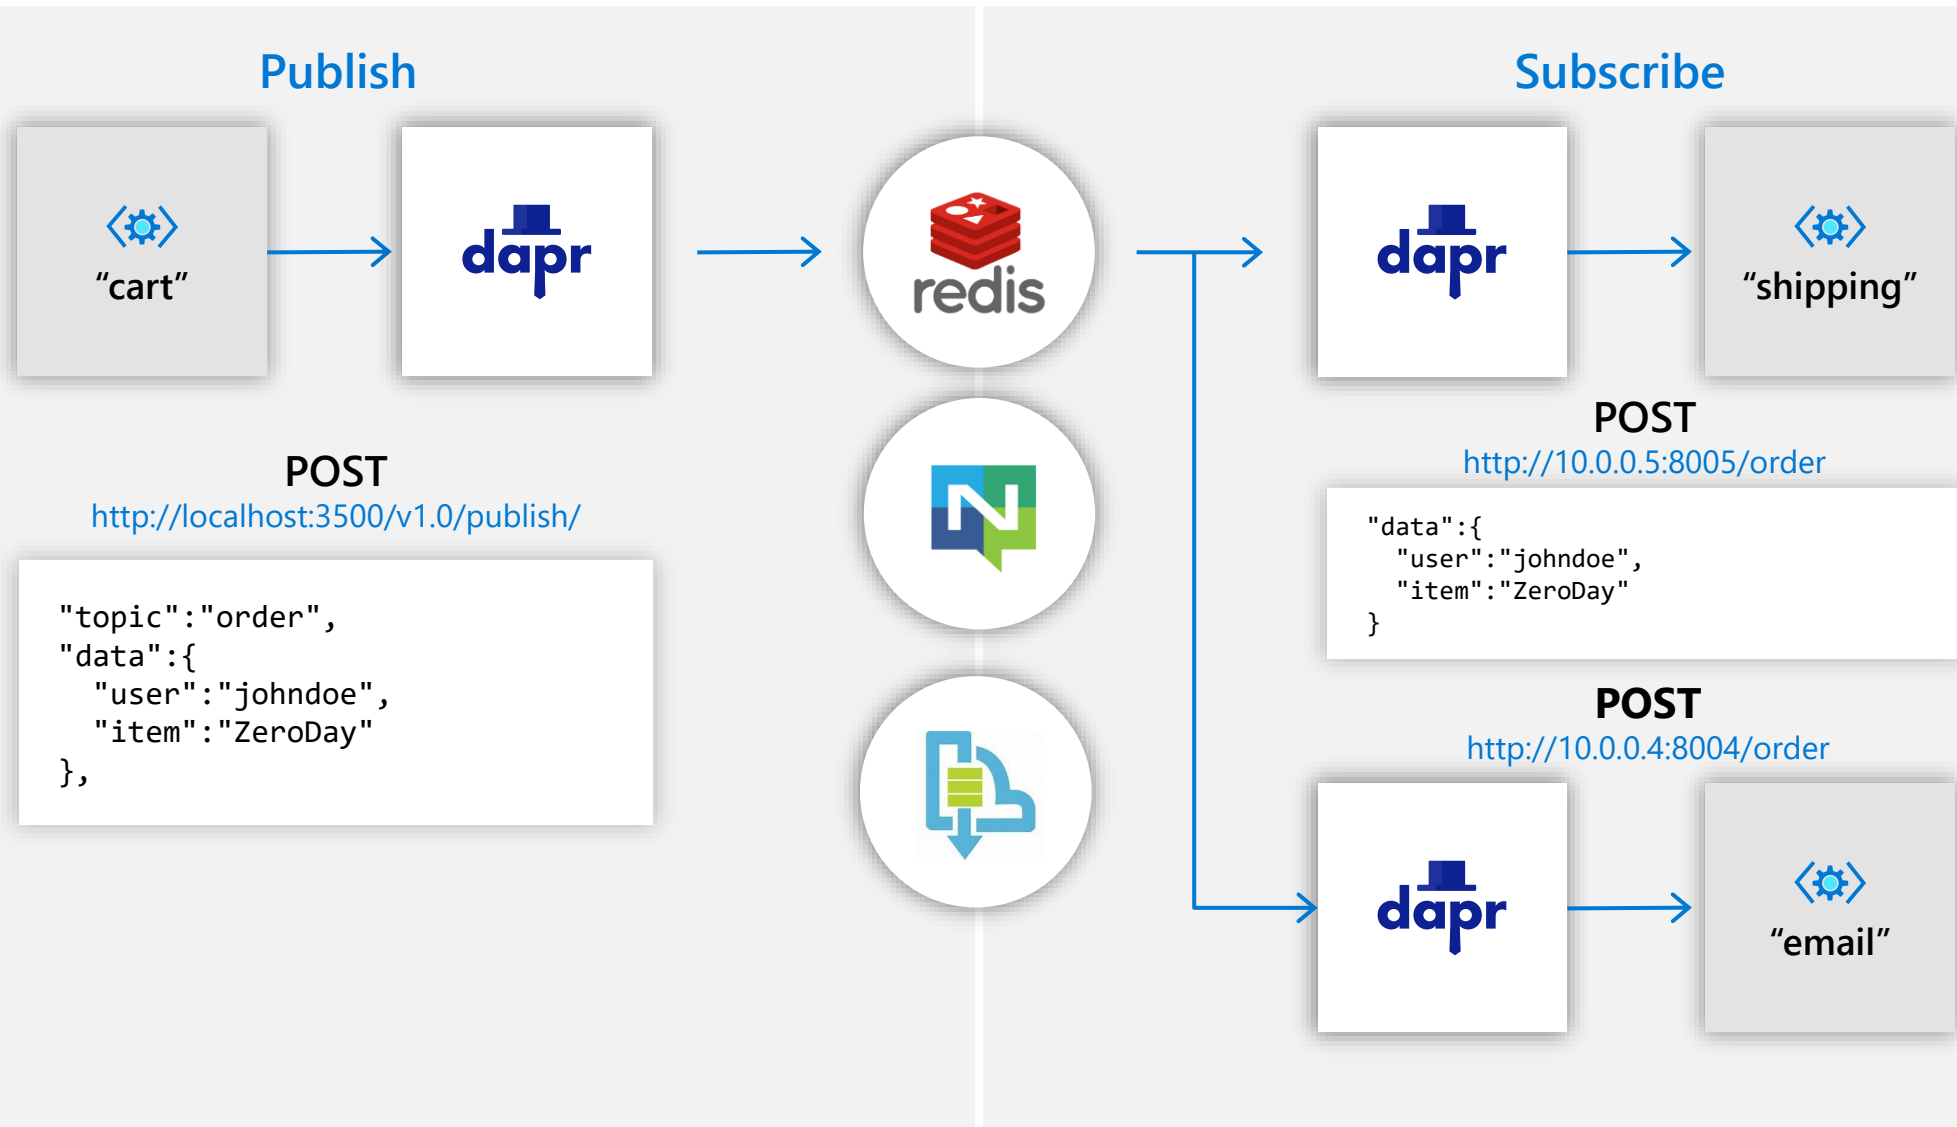 Publish
“cart”
dapr
POST
http://localhost:3500/v1.0/publish/
"topic":"order",
"data":{
"user":"johndoe",
"item":"ZeroDay"
},
redis
N
Subscribe
dapr
“shipping”
POST
http://10.0.0.5:8005/order
"data":{
"user":"johndoe",
"item":"ZeroDay"
}
POST
http://10.0.0.4:8004/order
dapr
“email”